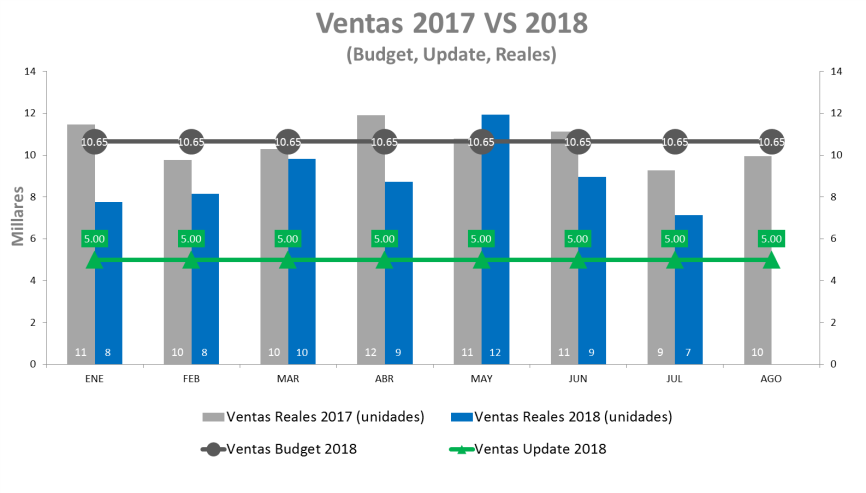 Ventas 2017 VS 2018
(Budget, Update, Reales)
14 14
12 12
10.65 10.65 10.65 10.65 10.65 10.65 10.65 10.65
10 10
Millares
8 8
5.00 5.00 5.00 5.00 5.00 5.00 5.00 5.00
6 6
4 4
2 2
11 8 10 8 10 10 12 9 11 12 11 9 9 7 10
0 0
ENE FEB MAR ABR MAY JUN JUL AGO
Ventas Reales 2017 (unidades) Ventas Reales 2018 (unidades)
Ventas Budget 2018 Ventas Update 2018